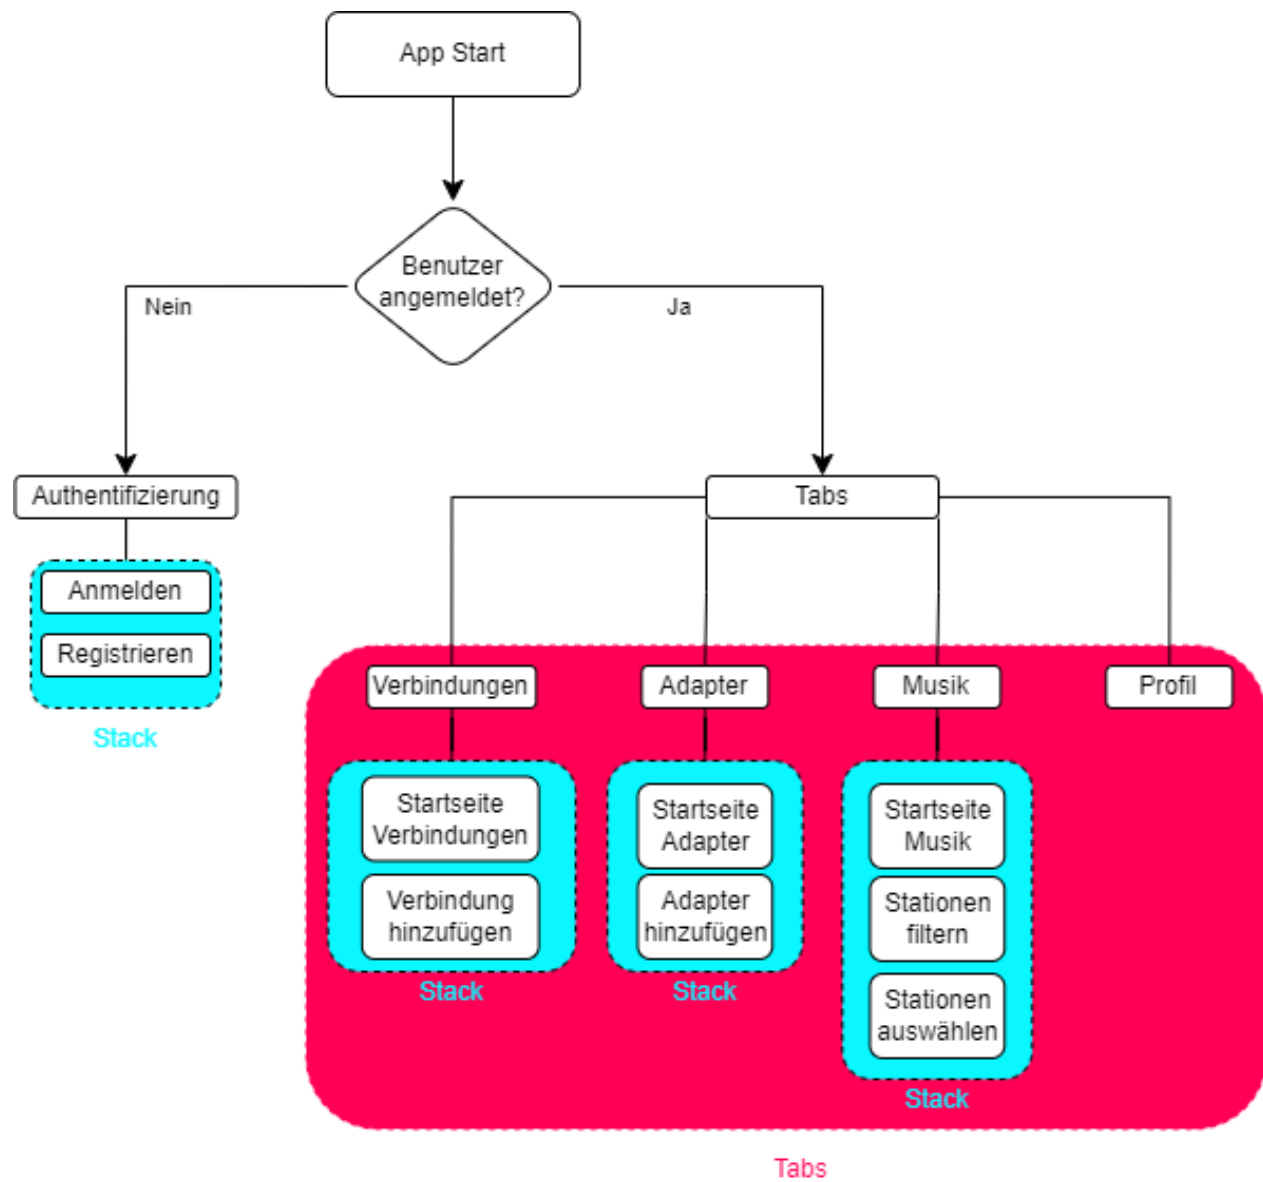 App Start
Benutzer
angemeldet?
Nein
Ja
Authentifizierung
Tabs
Anmelden
Registrieren
Stack
Verbindungen
Adapter
Musik
Profil
Startseite
Verbindungen
Verbindung
hinzufügen
Stack
Startseite
Adapter
Adapter
hinzufügen
Stack
Startseite
Musik
Stationen
filtern
Stationen
auswählen
Stack
Tabs